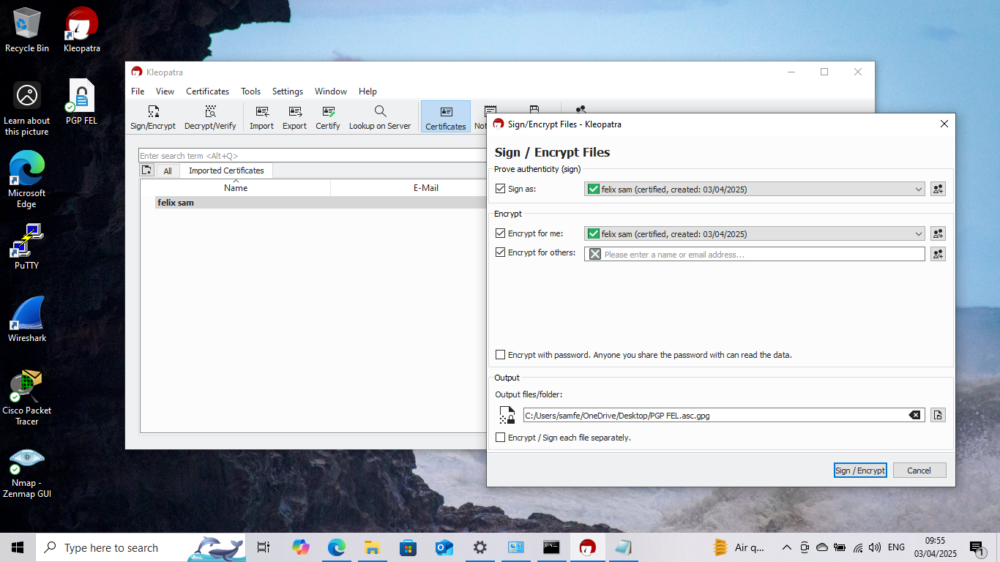 Recycle Bin
Kleopatra
Learn about
this picture
PGP FEL
Microsoft
Edge
PuTTY
Wireshark
Cisco Packet
Tracer
Nmap -
Zenmap GUI
Kleopatra
File View Certificates Tools Settings Window Help
Sign/Encrypt Decrypt/Verify Import Export Certify Lookup on Server Certificates
Enter search term <Alt+Q>
All Imported Certificates
Name E-Mail
felix sam
Sign/Encrypt Files - Kleopatra
Sign / Encrypt Files
Prove authenticity (sign)
Sign as: felix sam (certified, created: 03/04/2025)
Encrypt
Encrypt for me: felix sam (certified, created: 03/04/2025)
Encrypt for others: Please enter a name or email address...
Encrypt with password. Anyone you share the password with can read the data.
Output
Output files/folder:
C:/Users/samfe/OneDrive/Desktop/PGP FEL.asc.gpg
Encrypt / Sign each file separately.
Sign / Encrypt Cancel
Type here to search
Air q... ENG
09:55
03/04/2025
1